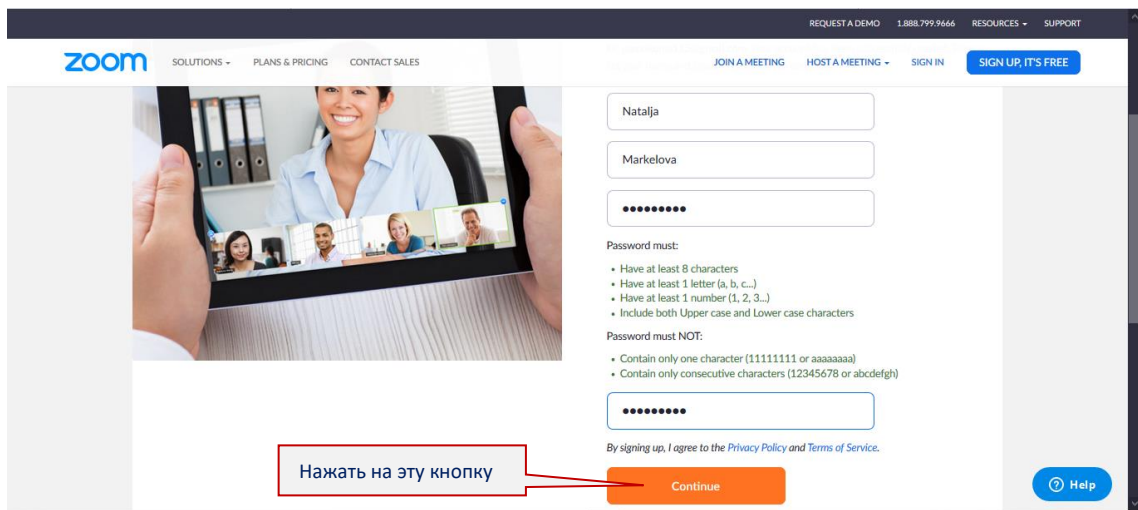 REQUEST A DEMO 1.888.799.9666 RESOURCES SUPPORT
zoom SOLUTIONS PLANS & PRICING CONTACT SALES JOIN A MEETING HOST A MEETING SIGN IN SIGN UP, IT'S FREE
Natalja
Markelova
•••••••••
Password must:
• Have at least 8 characters
• Have at least 1 letter (a, b, c...)
• Have at least 1 number (1, 2, 3...)
• Include both Upper case and Lower case characters
Password must NOT:
• Contain only one character (11111111 or aaaaaaaa)
• Contain only consecutive characters (12345678 or abcdefgh)
•••••••••
By signing up, I agree to the Privacy Policy and Terms of Service.
Нажать на эту кнопку
Continue
Help